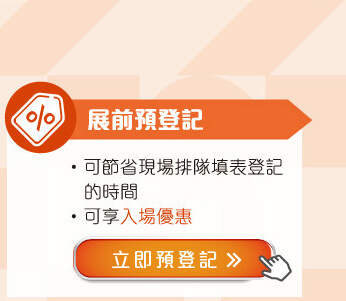 展前預登記
• 可節省現場排隊填表登記
的時間
• 可享入場優惠
立即預登記 »